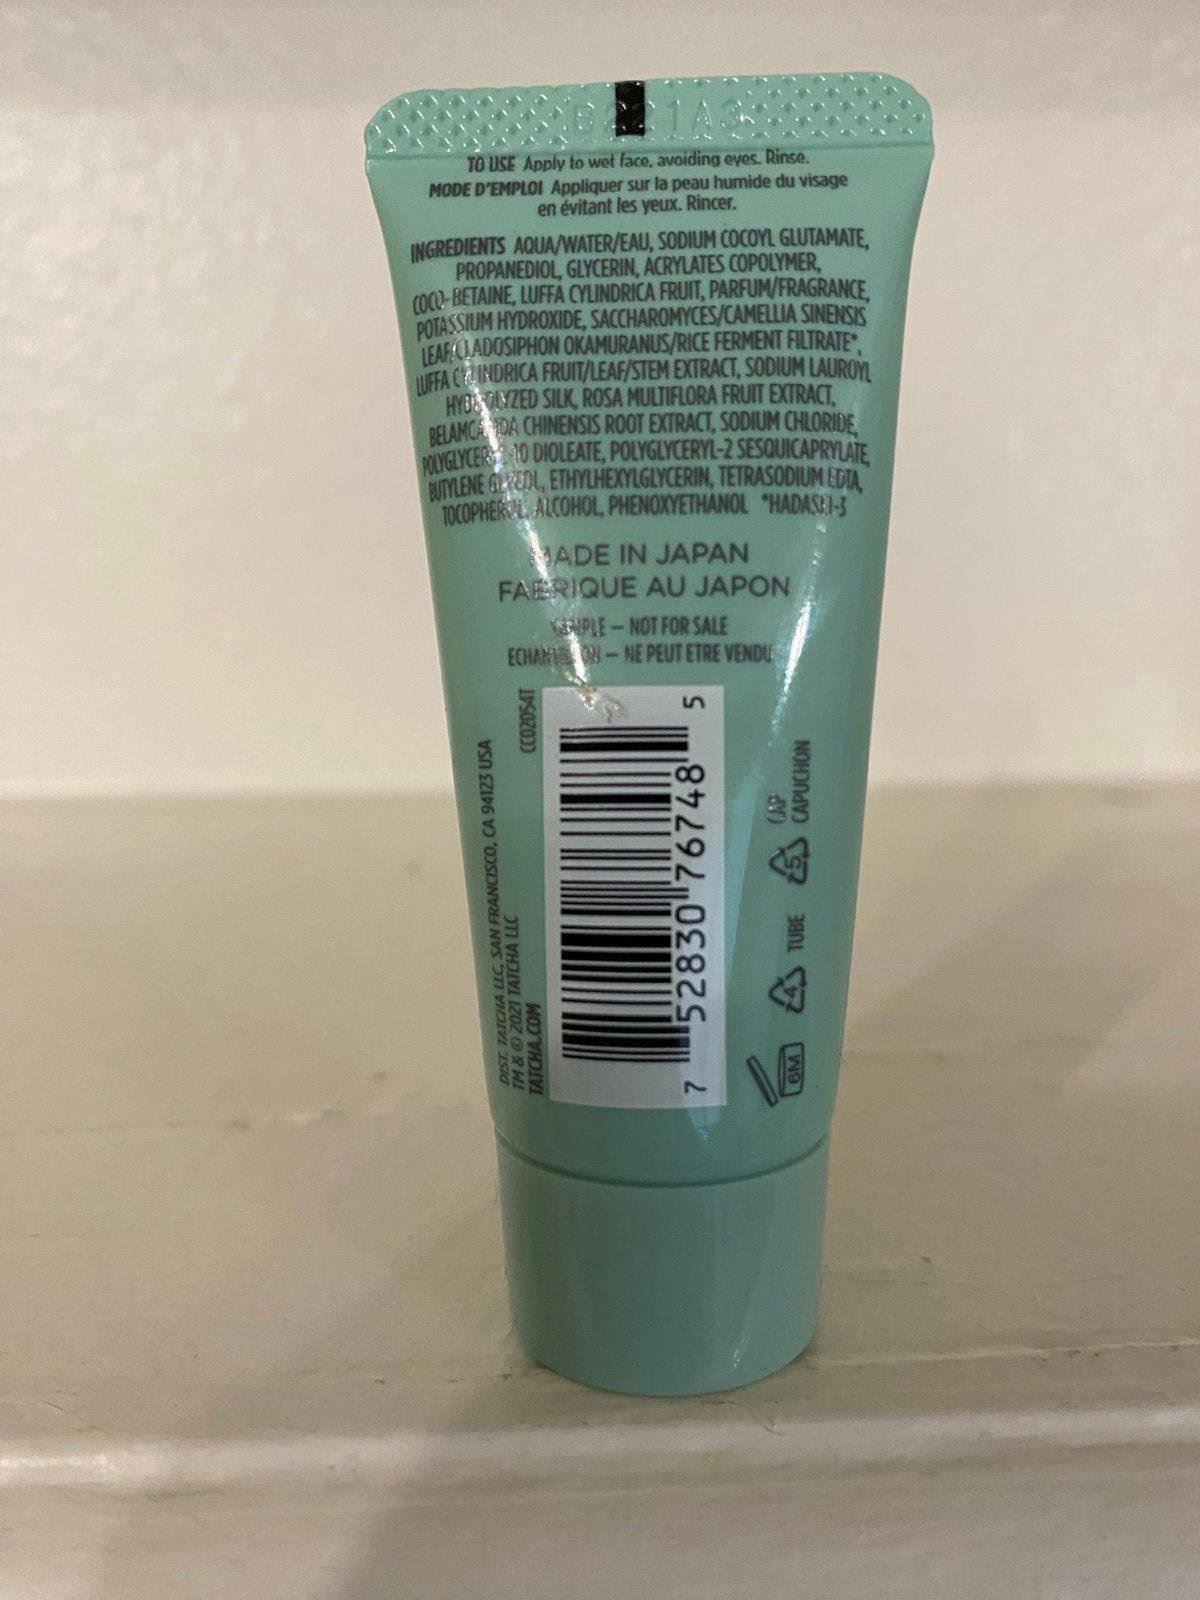 1A3
TO USE Apply to wet face, avoiding eyes. Rinse.
MODE D'EMPLOI Appliquer sur la peau humide du visage
en évitant les yeux. Rincer.
INGREDIENTS AQUA/WATER/EAU, SODIUM COCOYL GLUTAMATE,
PROPANEDIOL, GLYCERIN, ACRYLATES COPOLYMER,
COCO-BETAINE, LUFFA CYLINDRICA FRUIT, PARFUM/FRAGRANCE,
POTASSIUM HYDROXIDE, SACCHAROMYCES/CAMELLIA SINENSIS
LEAF/CLADOSIPHON OKAMURANUS/RICE FERMENT FILTRATE*,
LUFFA CYLINDRICA FRUIT/LEAF/STEM EXTRACT, SODIUM LAUROYL
HYDROLYZED SILK, ROSA MULTIFLORA FRUIT EXTRACT,
BELAMCANDA CHINENSIS ROOT EXTRACT, SODIUM CHLORIDE,
POLYGLYCERYL-10 DIOLEATE, POLYGLYCERYL-2 SESQUICAPRYLATE,
BUTYLENE GLYCOL, ETHYLHEXYLGLYCERIN, TETRASODIUM EDTA,
TOCOPHEROL, ALCOHOL, PHENOXYETHANOL *HADASEI-3
MADE IN JAPAN
FABRIQUE AU JAPON
SAMPLE – NOT FOR SALE
ECHANTILLON – NE PEUT ETRE VENDU
DIST. TATCHA LLC, SAN FRANCISCO, CA 94123 USA
TM & © 2021 TATCHA LLC
TATCHA.COM
CC02054T
7 52830 76748 5
6M
4 TUBE
5 CAP
CAPUCHON